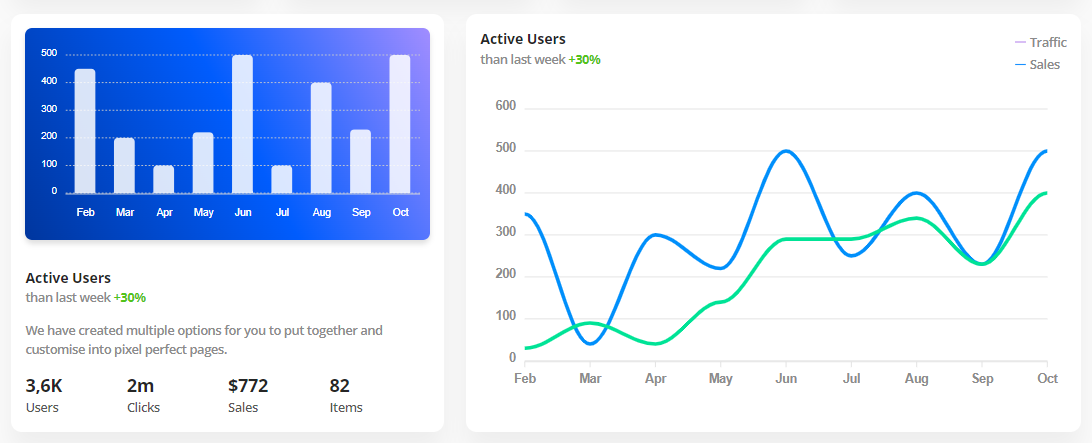 500
400
300
200
100
0
Feb Mar Apr May Jun Jul Aug Sep Oct
Active Users
than last week +30%
We have created multiple options for you to put together and
customise into pixel perfect pages.
3,6K 2m $772 82
Users Clicks Sales Items
Active Users
than last week +30%
Traffic
Sales
600
500
400
300
200
100
0
Feb Mar Apr May Jun Jul Aug Sep Oct